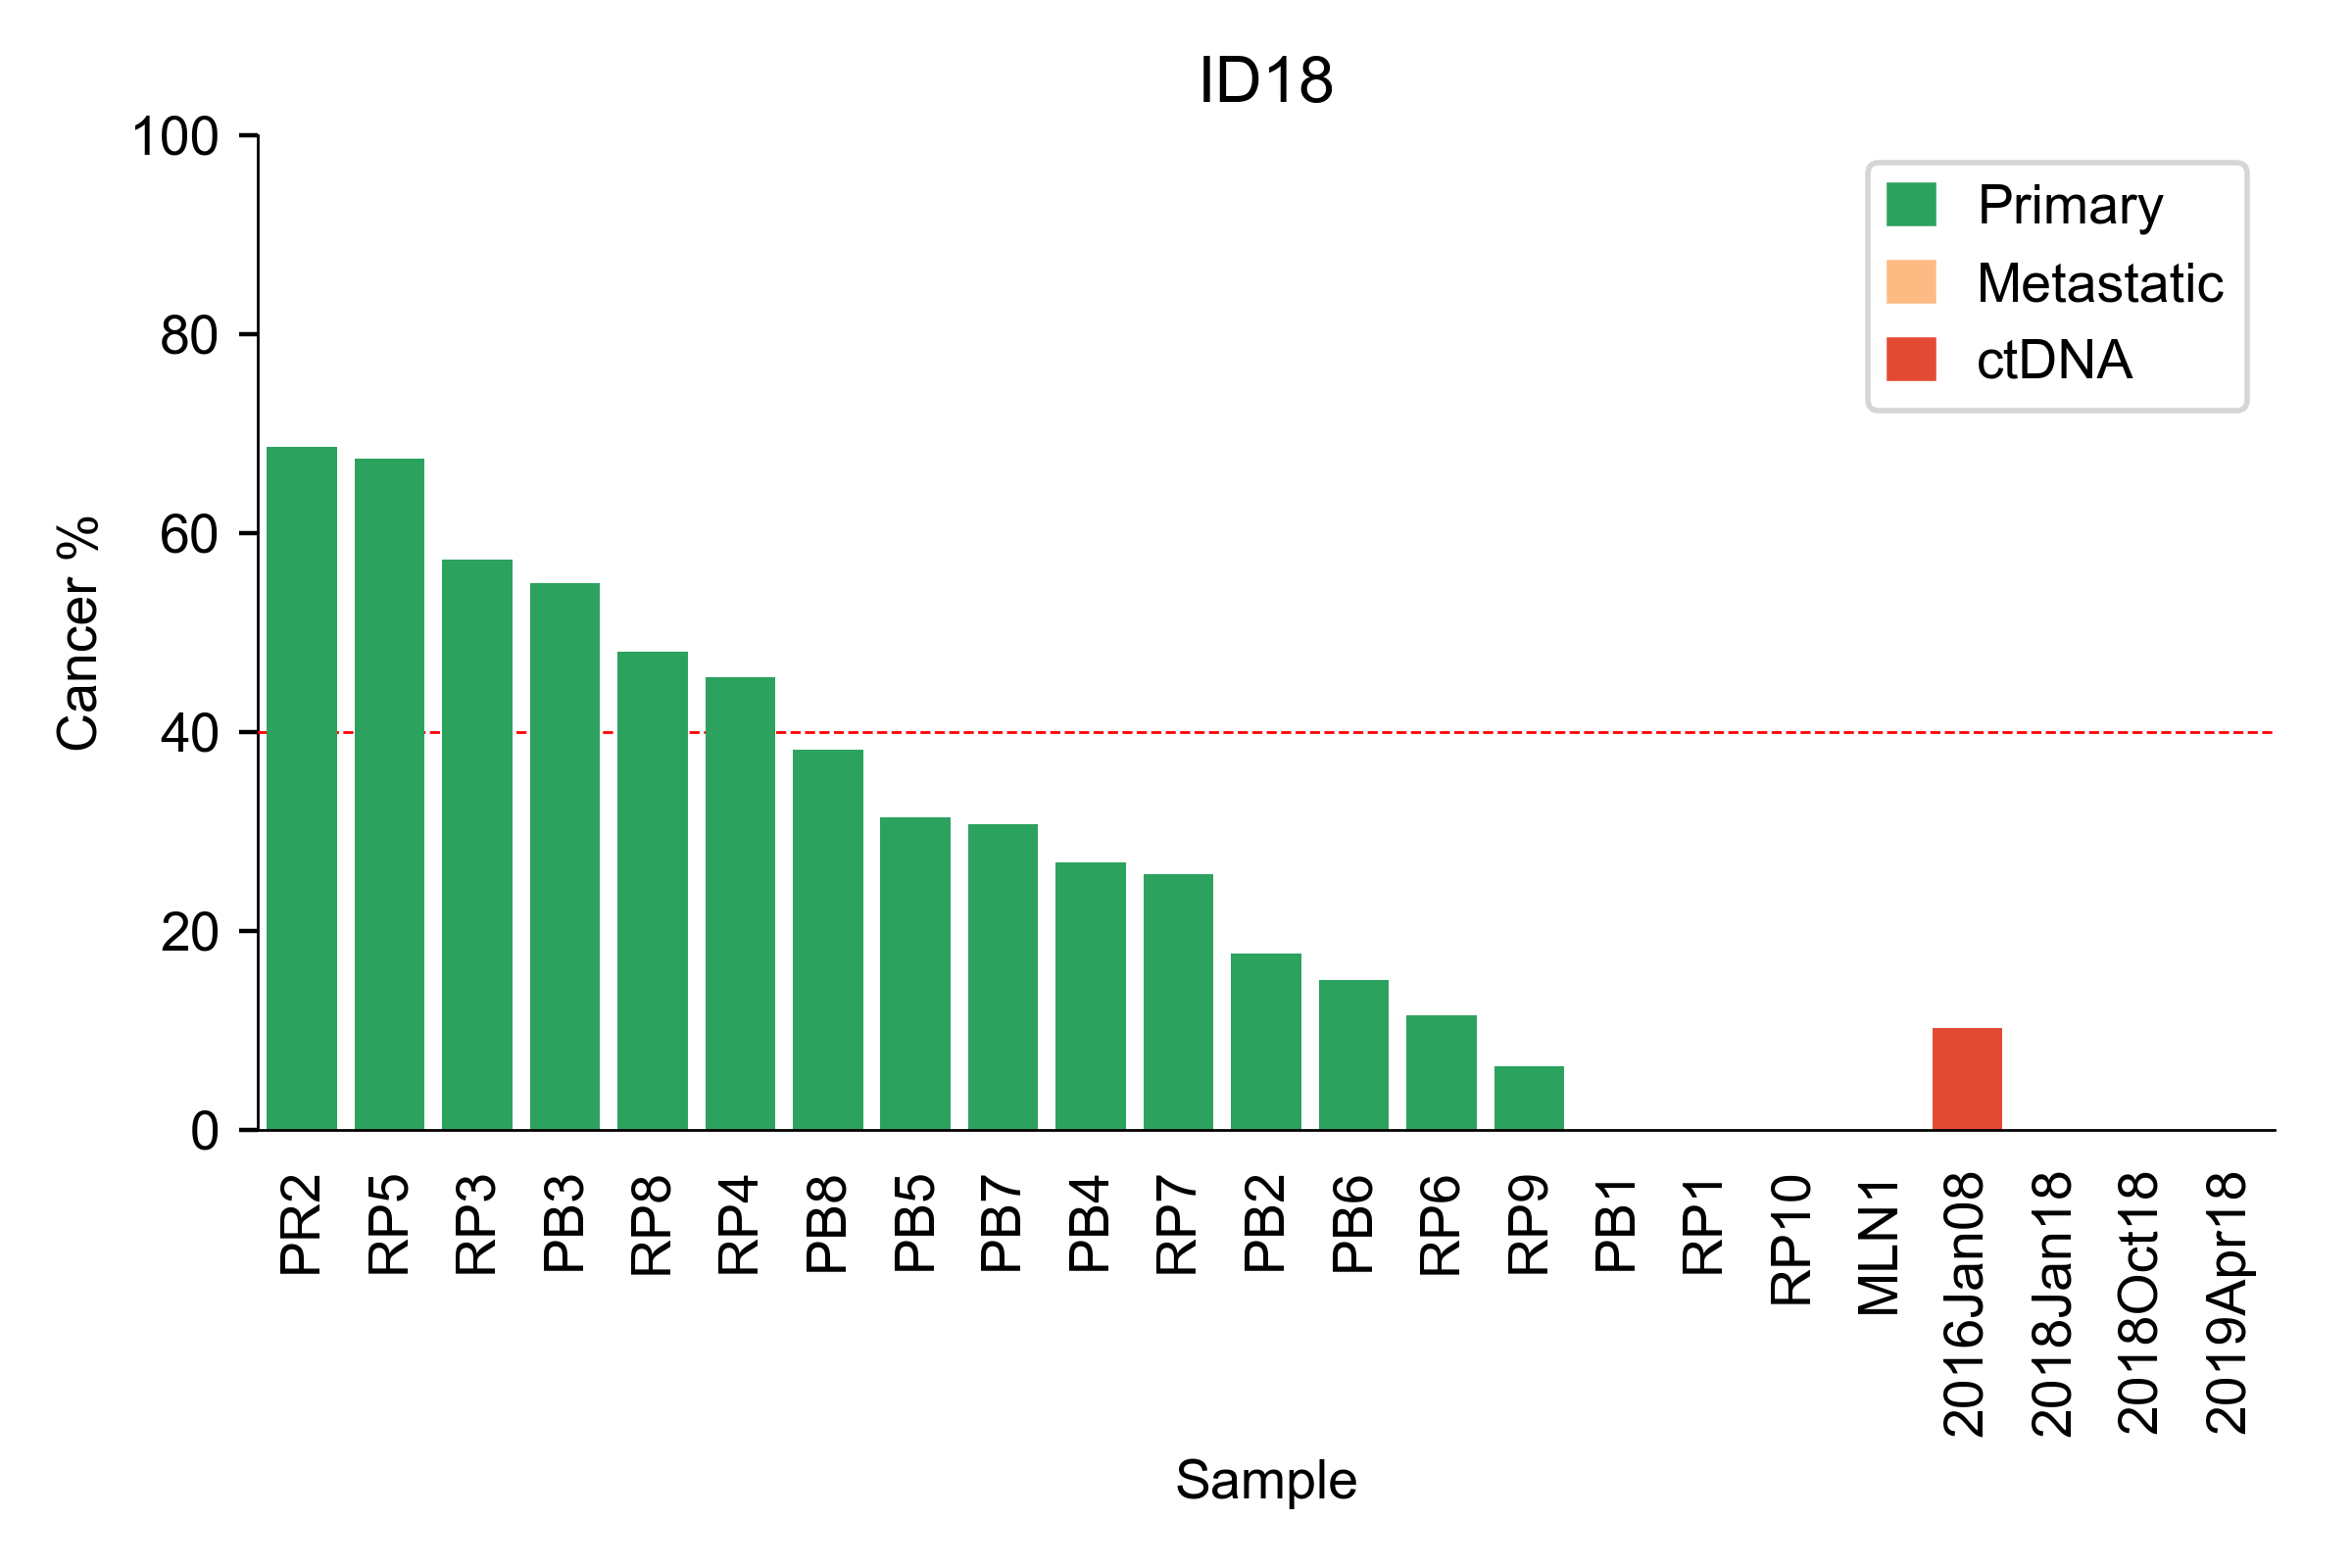 ID18
100
80
60
40
20
0
Cancer %
Primary
Metastatic
ctDNA
PR2
RP5
RP3
PB3
RP8
RP4
PB8
PB5
PB7
PB4
RP7
PB2
PB6
RP6
RP9
PB1
RP1
RP10
MLN1
2016Jan08
2018Jan18
2018Oct18
2019Apr18
Sample